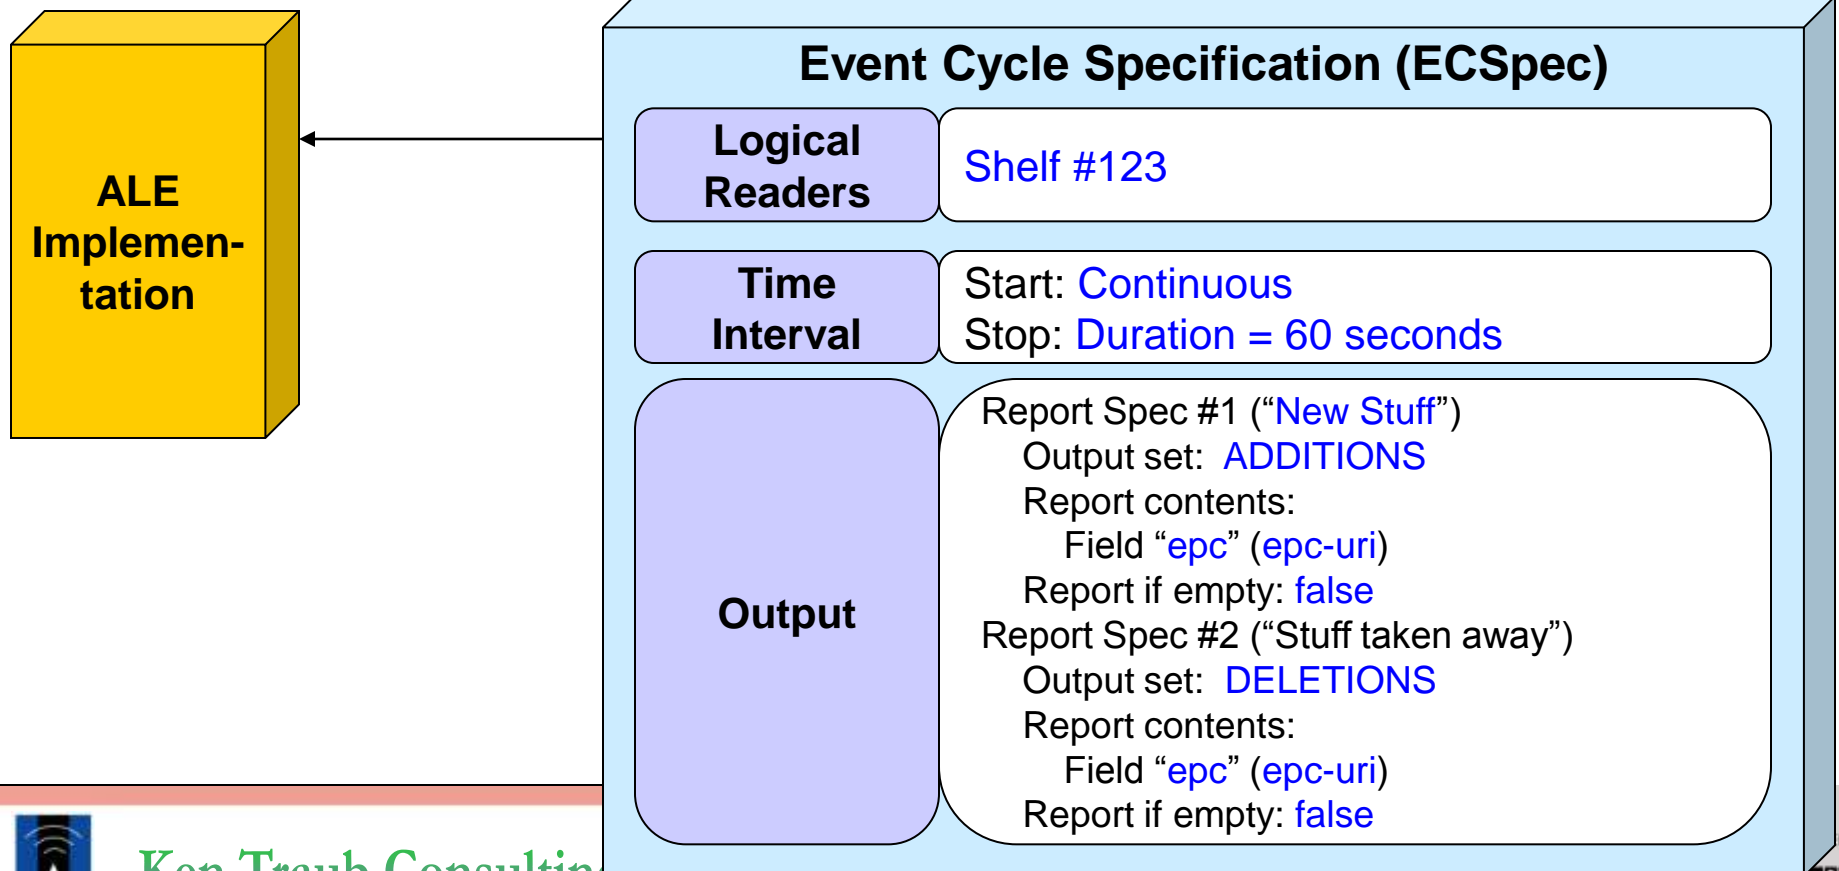 Event Cycle Specification (ECSpec)
ALE
Implemen-
tation
Logical
Readers
Shelf #123
Time
Interval
Start: Continuous
Stop: Duration = 60 seconds
Output
Report Spec #1 (“New Stuff”)
Output set: ADDITIONS
Report contents:
Field “epc” (epc-uri)
Report if empty: false
Report Spec #2 (“Stuff taken away”)
Output set: DELETIONS
Report contents:
Field “epc” (epc-uri)
Report if empty: false
Ken Traub Consulting